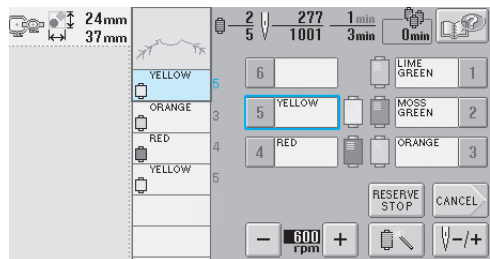 24mm
37mm
2/5
277/1001
1min/3min
0min
YELLOW
5
ORANGE
3
RED
4
YELLOW
5
6
LIME GREEN
1
5
YELLOW
MOSS GREEN
2
4
RED
ORANGE
3
RESERVE STOP
CANCEL
−
600 rpm
+
−/+